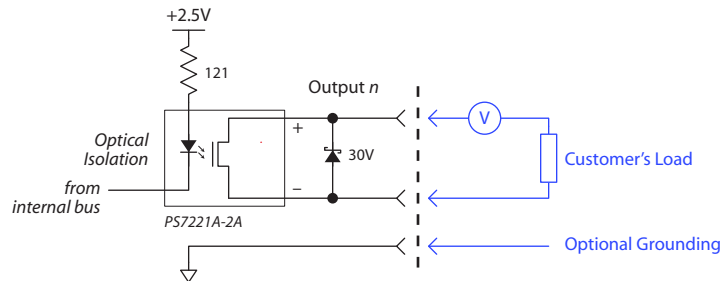 +2.5V
121
Output n
Optical
Isolation
+
30V
V
Customer's Load
–
from
internal bus
PS7221A-2A
Optional Grounding